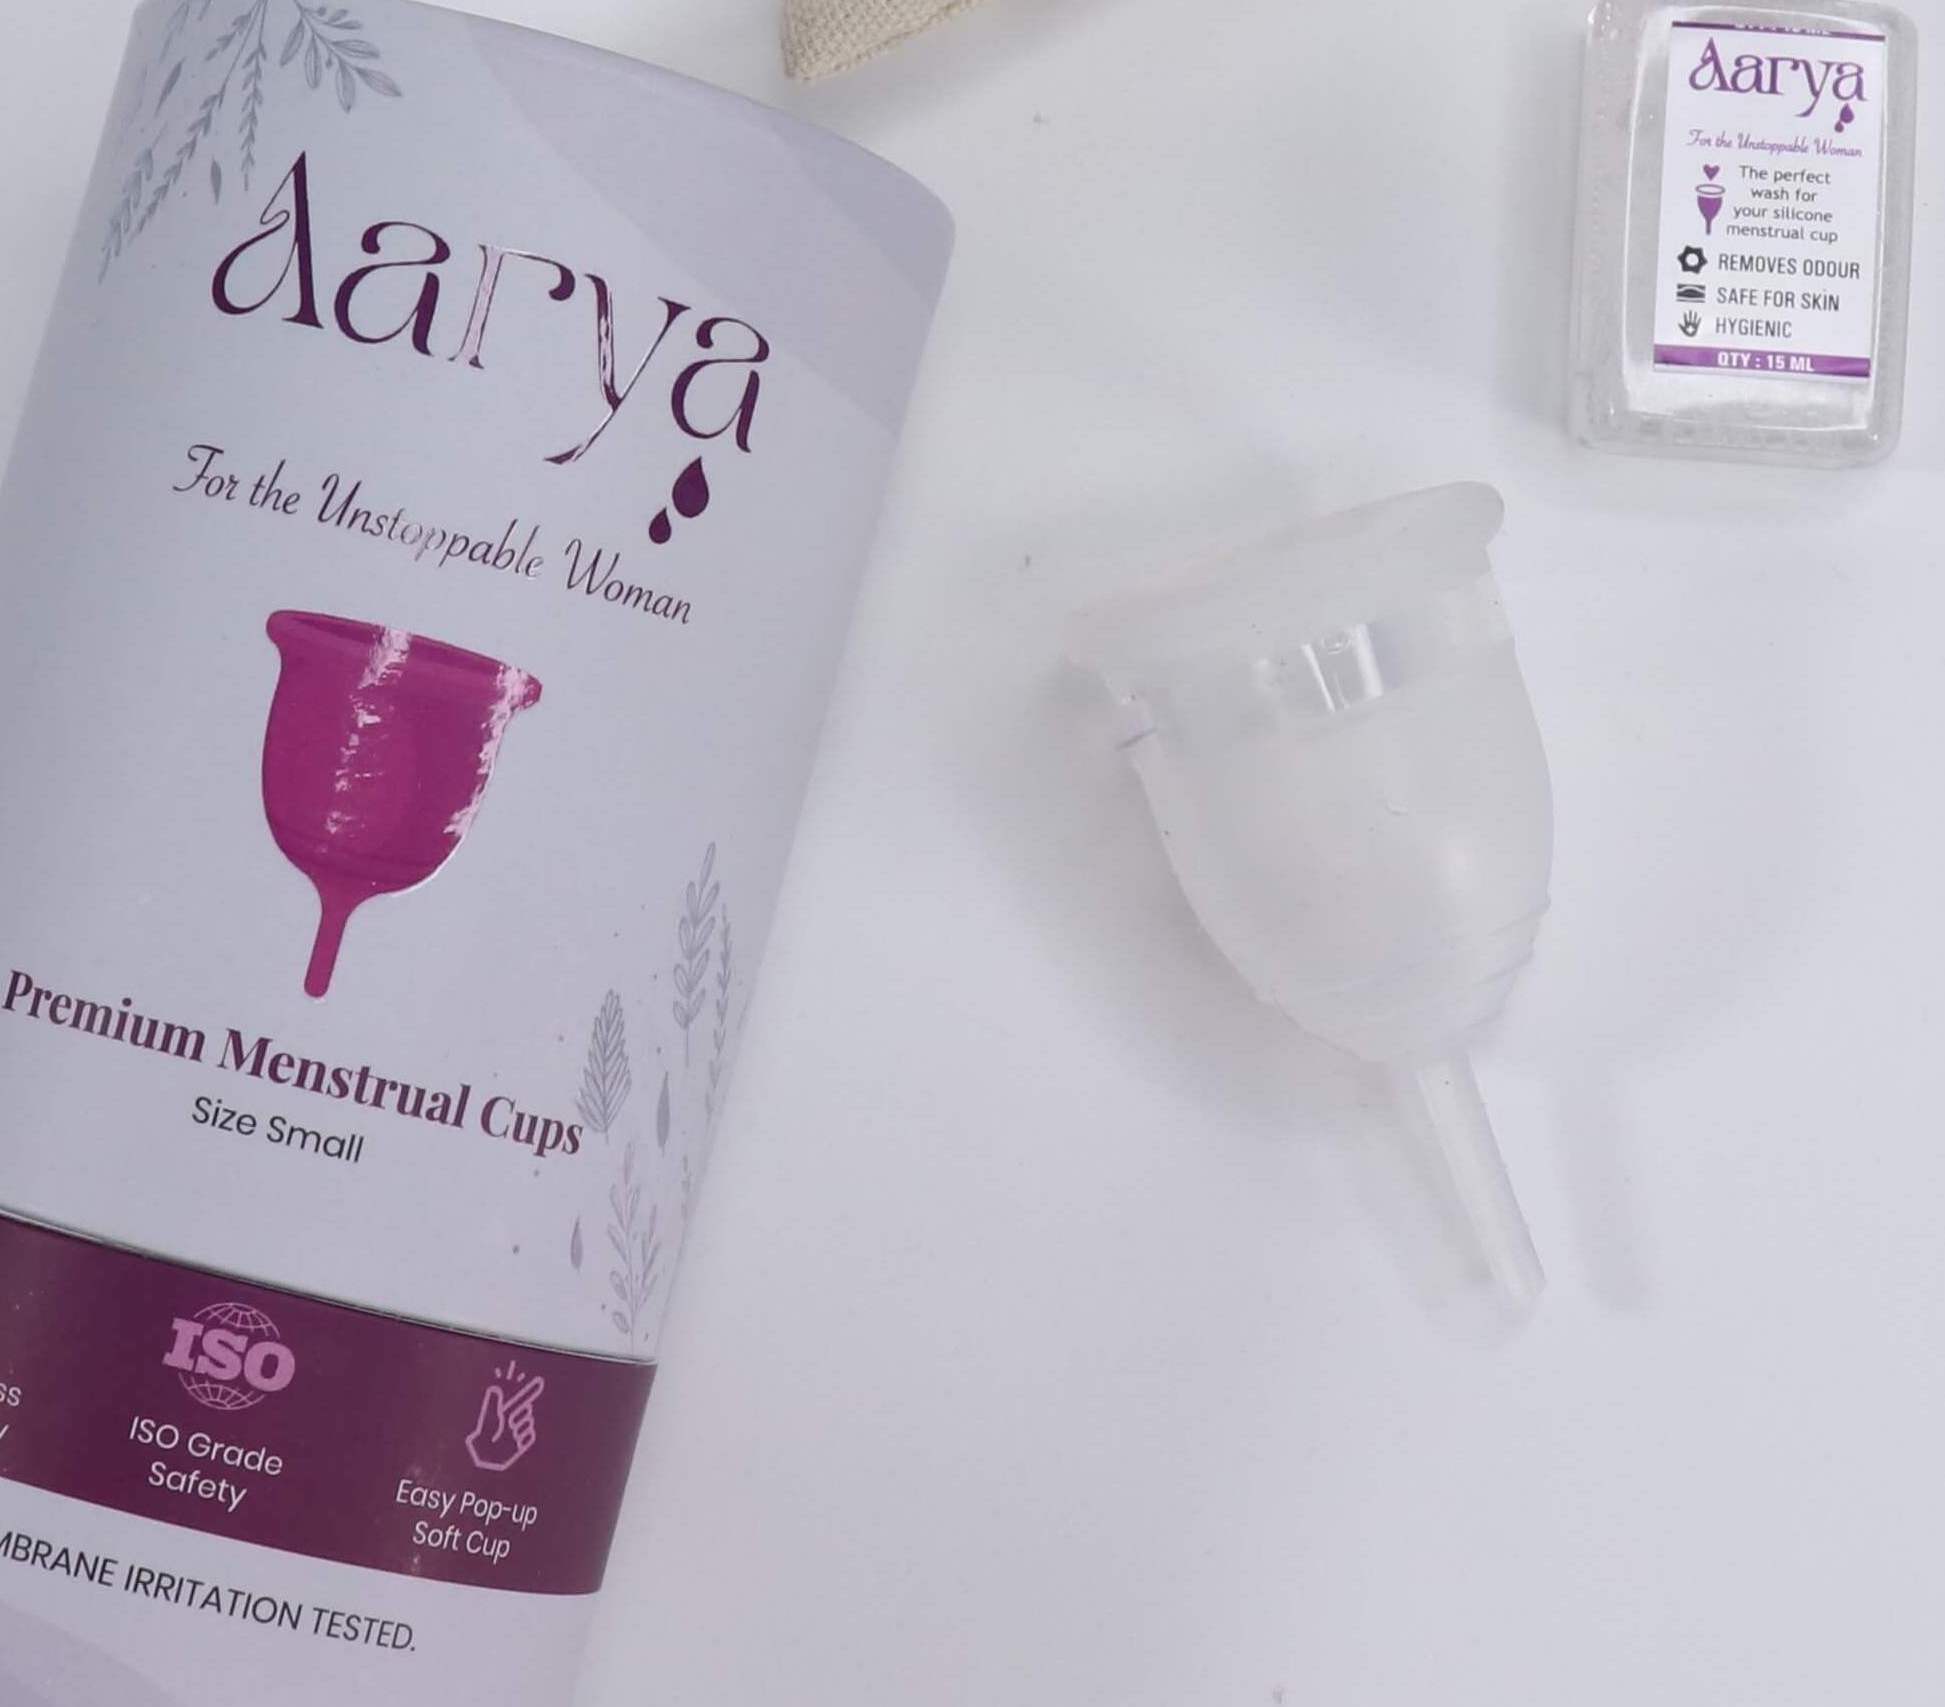 Aarya
For the Unstoppable Woman
Premium Menstrual Cups
Size Small
ISO
ISO Grade
Safety
Easy Pop-up
Soft Cup
IRRITATION TESTED.
Aarya
For the Unstoppable Woman
The perfect
wash for
your silicone
menstrual cup
REMOVES ODOUR
SAFE FOR SKIN
HYGIENIC
QTY : 15 ML